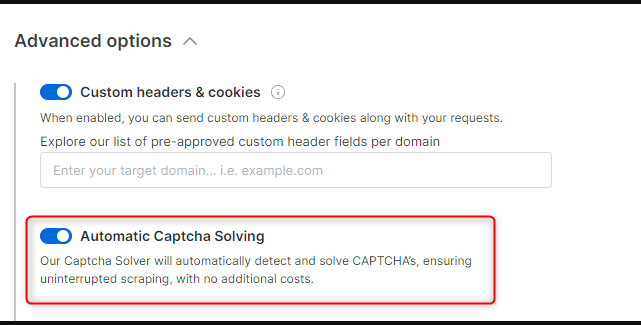 Advanced options
Custom headers & cookies
When enabled, you can send custom headers & cookies along with your requests.
Explore our list of pre-approved custom header fields per domain
Enter your target domain... i.e. example.com
Automatic Captcha Solving
Our Captcha Solver will automatically detect and solve CAPTCHA's, ensuring
uninterrupted scraping, with no additional costs.